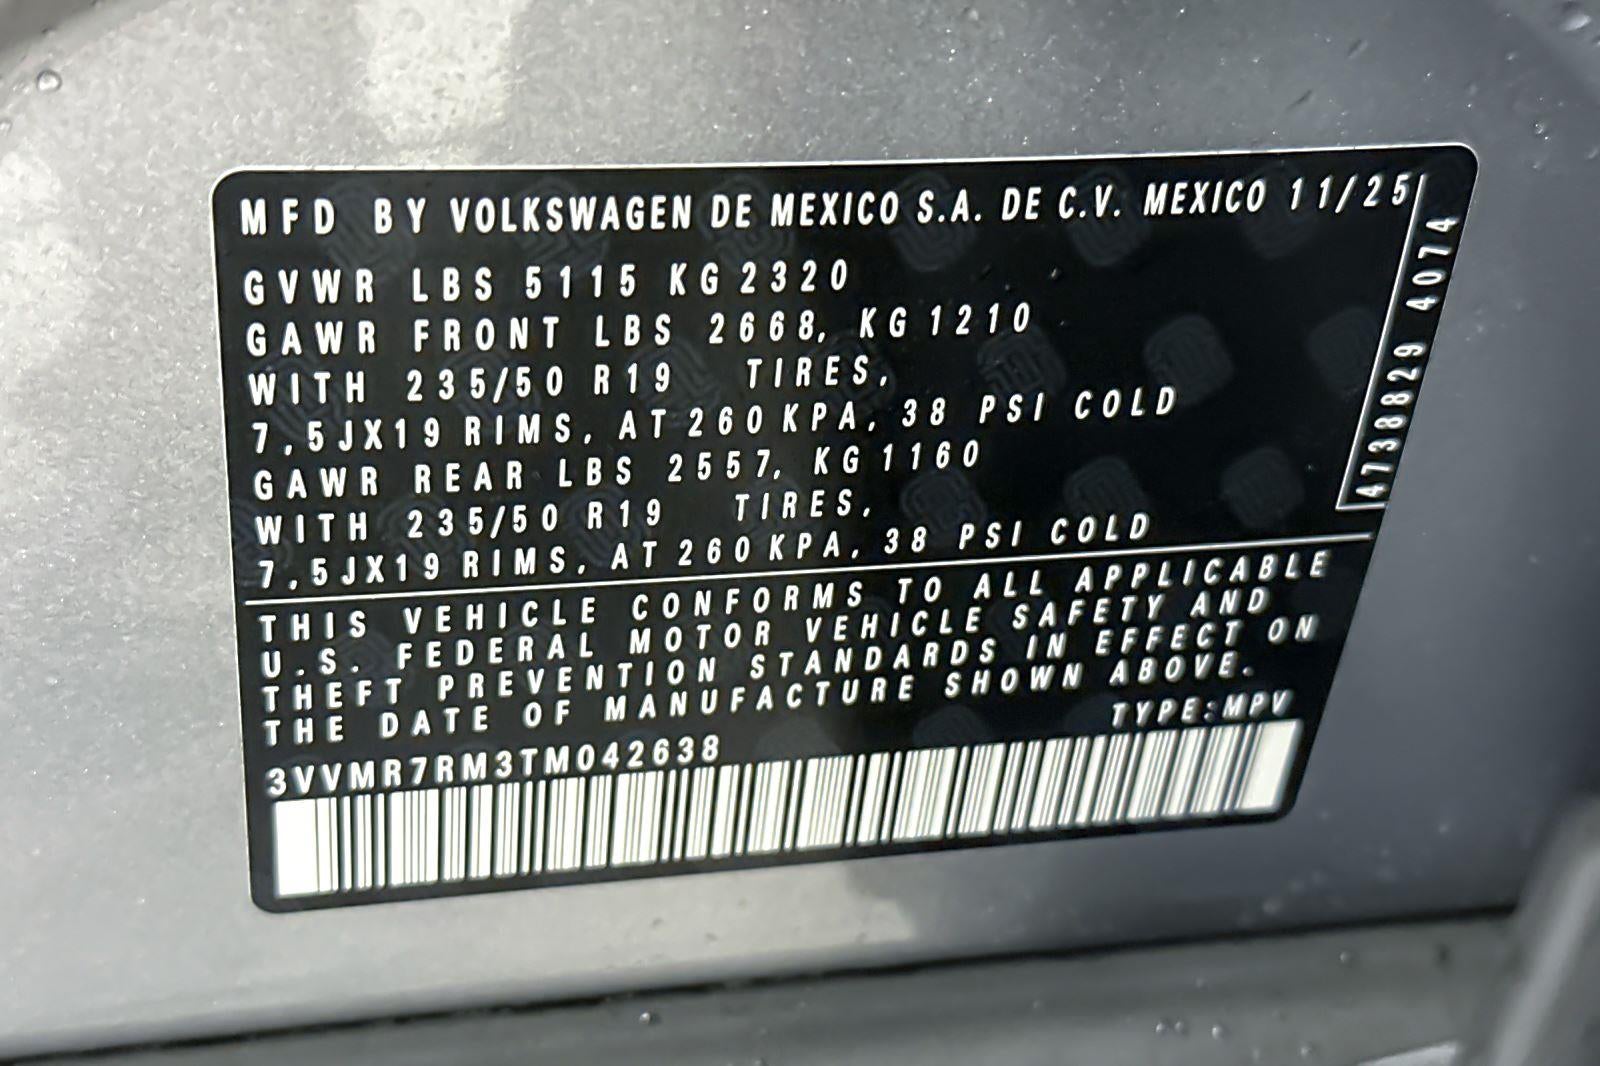 MFD BY VOLKSWAGEN DE MEXICO S.A. DE C.V. MEXICO 11/25
GVWR LBS 5115 KG 2320
GAWR FRONT LBS 2668, KG 1210
WITH 235/50 R19 TIRES,
7,5JX19 RIMS, AT 260 KPA, 38 PSI COLD
GAWR REAR LBS 2557, KG 1160
WITH 235/50 R19 TIRES,
7,5JX19 RIMS, AT 260 KPA, 38 PSI COLD
4738829 4074
THIS VEHICLE CONFORMS TO ALL APPLICABLE
U.S. FEDERAL MOTOR VEHICLE SAFETY AND
THEFT PREVENTION STANDARDS IN EFFECT ON
THE DATE OF MANUFACTURE SHOWN ABOVE.
TYPE:MPV
3VVMR7RM3TM042638